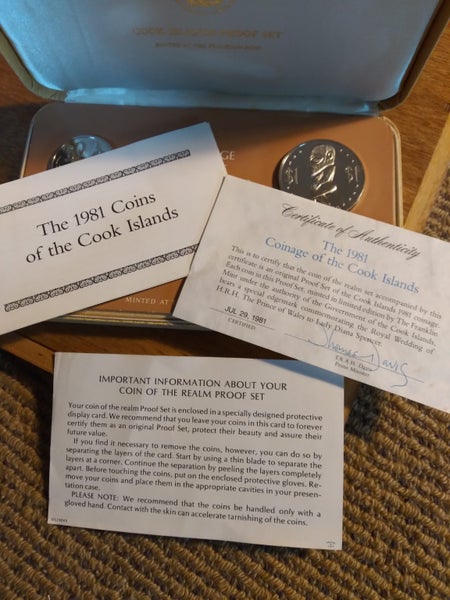 COOK ISLANDS PROOF SET
MINTED AT THE FRANKLIN MINT
$1
$1
MINTED AT
The 1981 Coins
of the Cook Islands
Certificate of Authenticity
The 1981
Coinage of the Cook Islands
This is to certify that the coin of the realm set accompanied by this
certificate is an original Proof Set of the Cook Islands 1981 coinage.
Each coin in this Proof Set, minted in limited edition by The Franklin
Mint under the authority of the Government of the Cook Islands,
bears a special edgemark commemorating the Royal Wedding of
H.R.H. The Prince of Wales to Lady Diana Spencer.
JUL 29, 1981
CERTIFIED
Prime Minister
IMPORTANT INFORMATION ABOUT YOUR
COIN OF THE REALM PROOF SET
Your coin of the realm Proof Set is enclosed in a specially designed protective
display card. We recommend that you leave your coins in this card to forever
certify them as an original Proof Set, protect their beauty and assure their
future value.
If you find it necessary to remove the coins, however, you can do so by
separating the layers of the card. Start by using a thin blade to separate the
layers at a corner. Continue the separation by peeling the layers completely
apart. Before touching the coins, put on the enclosed protective gloves. Re-
move your coins and place them in the appropriate cavities in your presen-
tation case.
PLEASE NOTE: We recommend that the coins be handled only with a
gloved hand. Contact with the skin can accelerate tarnishing of the coins.